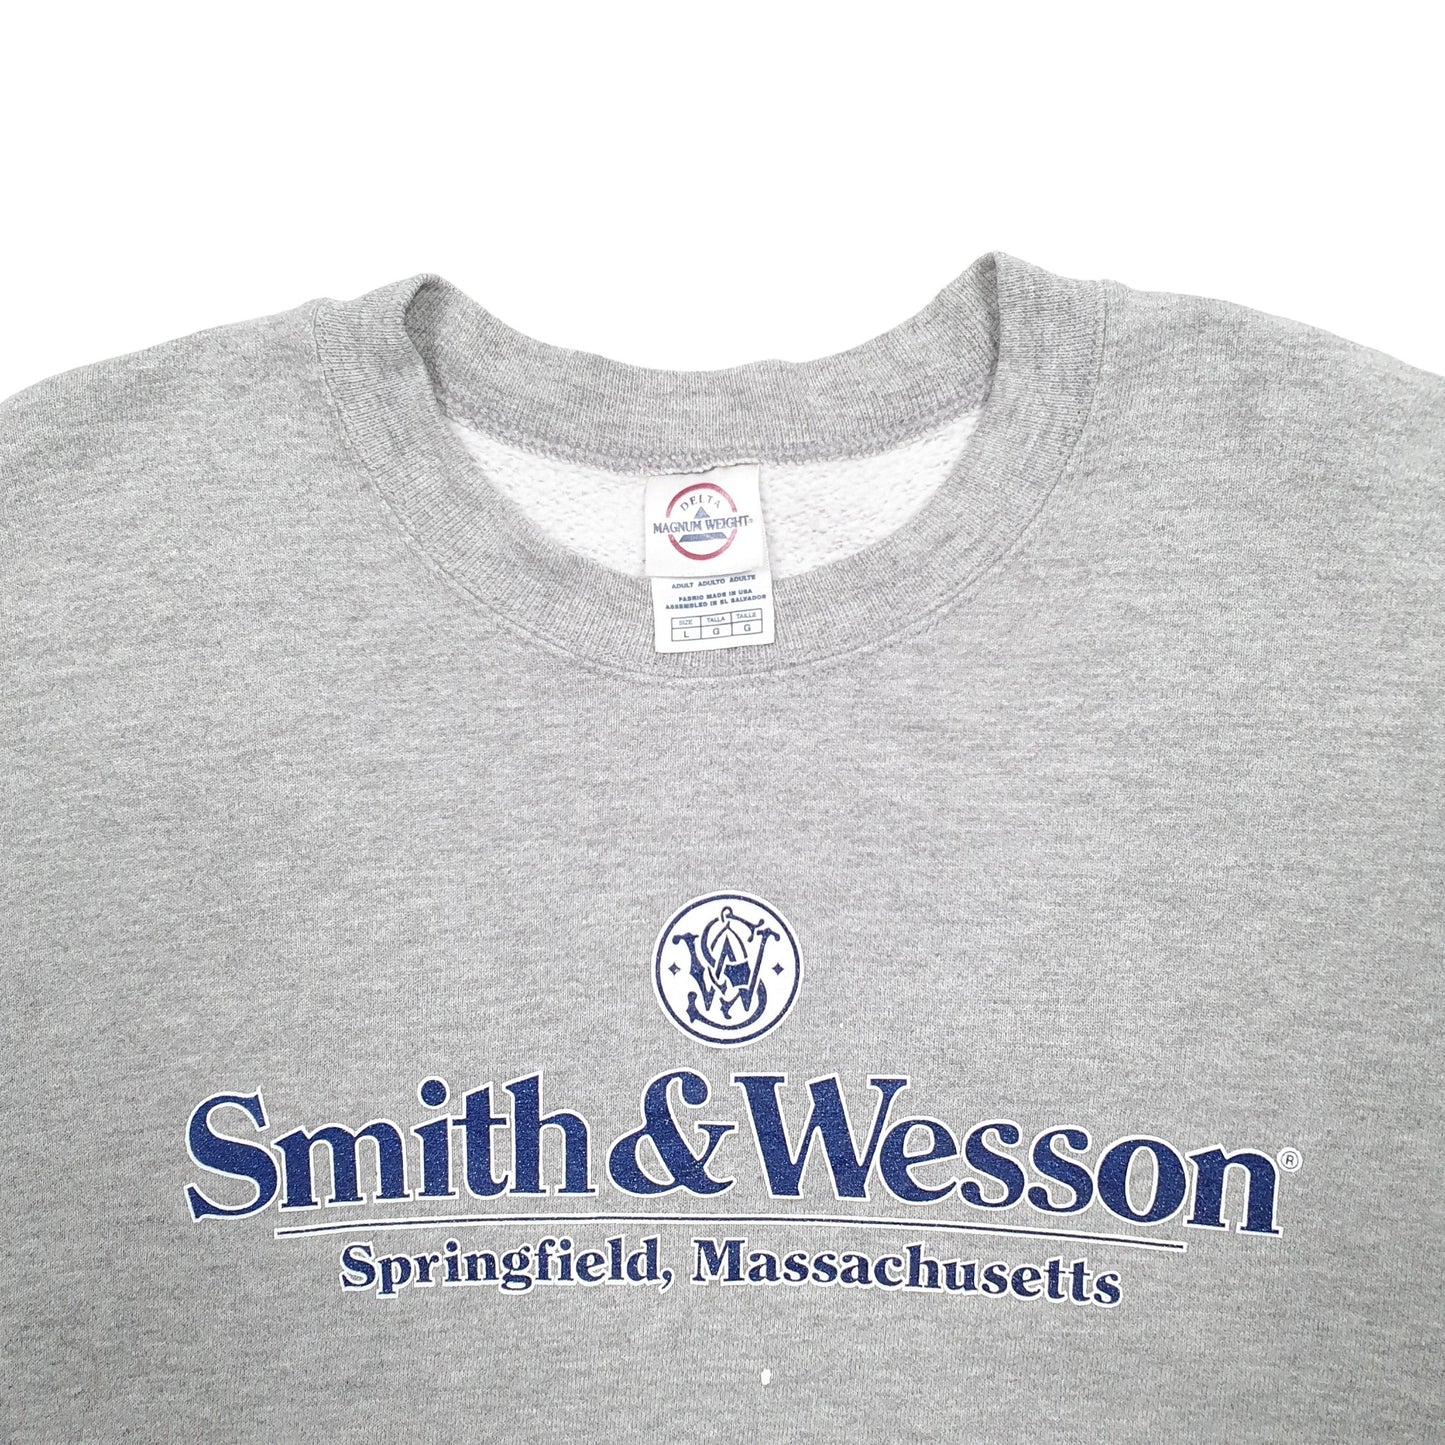 DELTA
MAGNUM WEIGHT®
ADULT ADULTO ADULTE
FABRIC MADE IN USA
ASSEMBLED IN EL SALVADOR
SIZE TALLA TAILLE
L G G
S&W
Smith & Wesson®
Springfield, Massachusetts